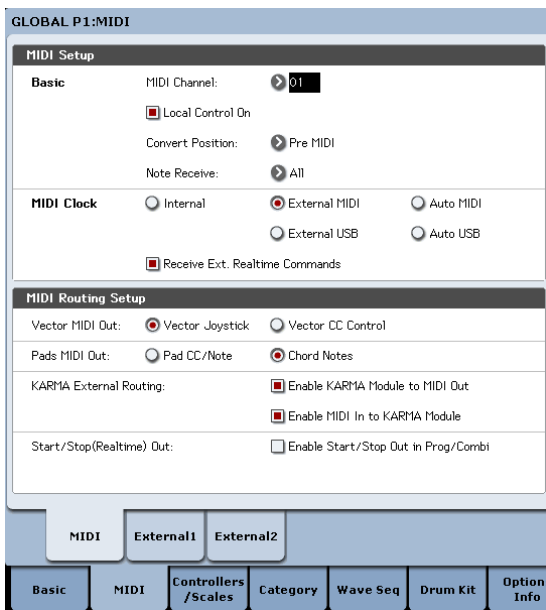 GLOBAL P1:MIDI
MIDI Setup
Basic MIDI Channel: 01
Local Control On
Convert Position: Pre MIDI
Note Receive: All
MIDI Clock Internal External MIDI Auto MIDI
External USB Auto USB
Receive Ext. Realtime Commands
MIDI Routing Setup
Vector MIDI Out: Vector Joystick Vector CC Control
Pads MIDI Out: Pad CC/Note Chord Notes
KARMA External Routing: Enable KARMA Module to MIDI Out
Enable MIDI In to KARMA Module
Start/Stop(Realtime) Out: Enable Start/Stop Out in Prog/Combi
MIDI External1 External2
Basic MIDI Controllers /Scales Category Wave Seq Drum Kit Option Info